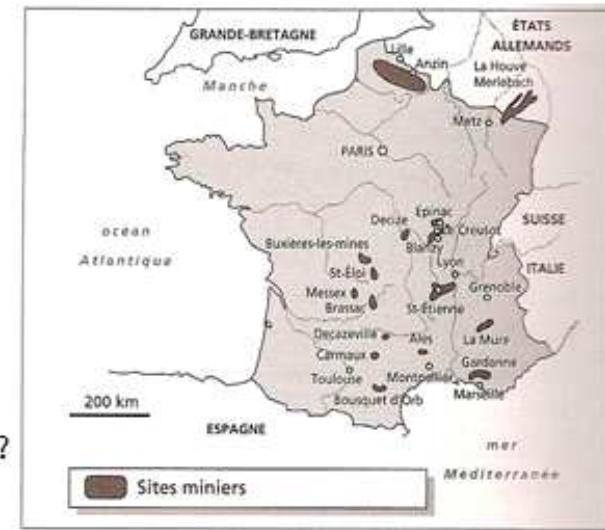 GRANDE-BRETAGNE
ÉTATS
ALLEMANDS
Lille
Anzin
La Houve
Merlebach
Manche
Metz
PARIS
océan
Atlantique
Decize
Epinac
Le Creusot
Blanzy
SUISSE
Buxières-les-mines
Lyon
ITALIE
St-Éloi
Grenoble
Messex
Brassac
St-Étienne
Decazeville
Alès
La Mure
Carmaux
Gardanne
Toulouse
Montpellier
Marseille
Bousquet d'Orb
200 km
ESPAGNE
?
mer
Méditerranée
Sites miniers